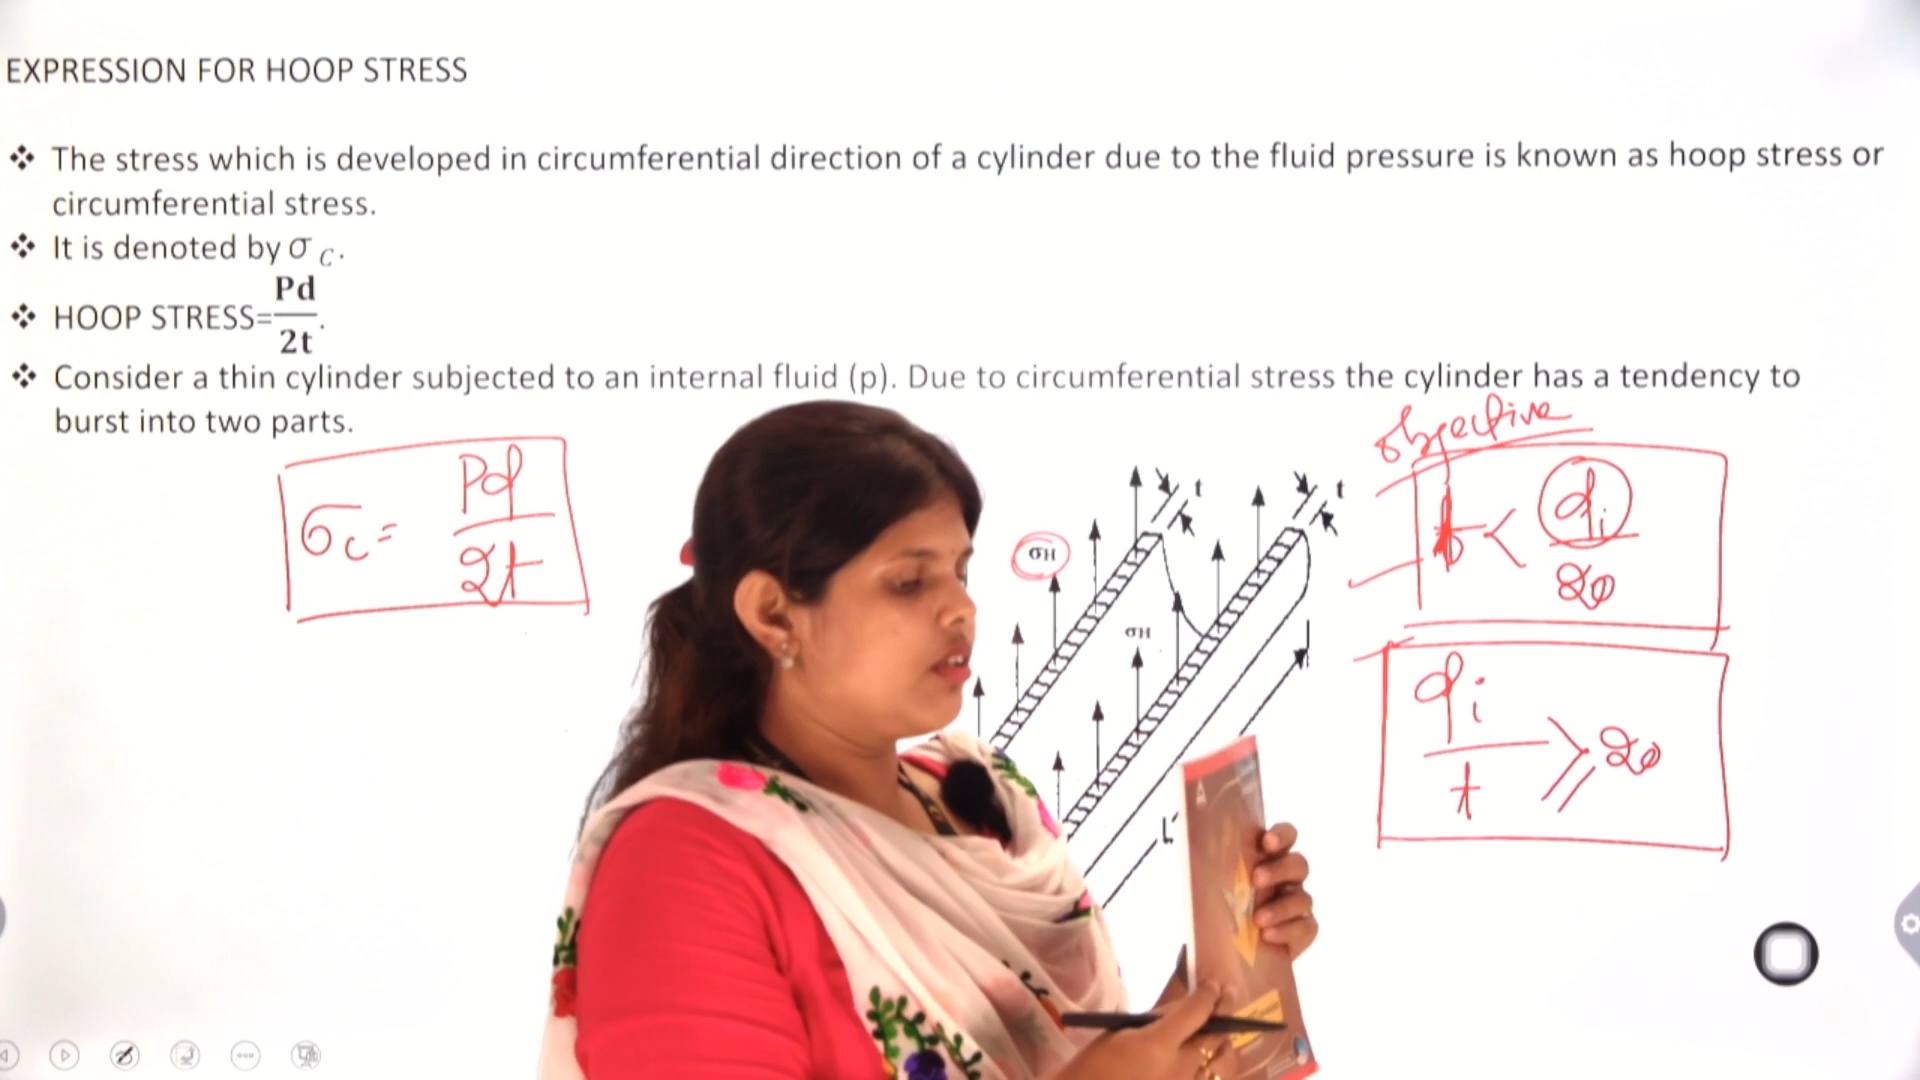 EXPRESSION FOR HOOP STRESS
❖ The stress which is developed in circumferential direction of a cylinder due to the fluid pressure is known as hoop stress or
circumferential stress.
❖ It is denoted by σ C.
❖ HOOP STRESS=Pd/2t.
❖ Consider a thin cylinder subjected to an internal fluid (p). Due to circumferential stress the cylinder has a tendency to
burst into two parts.
objective
σc = Pd/2t
t < di/20
di/t ⩾ 20
t
t
σH
σH
L